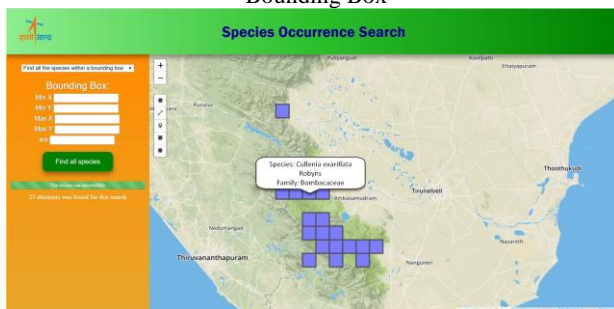 Bounding Box
Species Occurrence Search
Find all the species within a bounding box
Bounding Box:
Min X
Min Y
Max X
Max Y
Find all species
23 elements was found for this search
+
−
Puliyangudi
Kovilpatti
Ettaiyapuram
Punalur
Species: Cullenia exarillata
Robyns
Family: Bombacaceae
Thoothukudi
Tirunelveli
Ambasamudram
Nedumangad
Nazareth
Thiruvananthapuram
Nanguneri